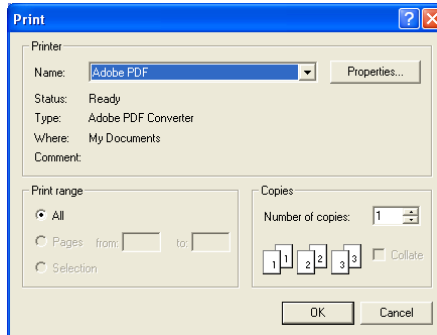 Print
Printer
Name: Adobe PDF Properties...
Status: Ready
Type: Adobe PDF Converter
Where: My Documents
Comment:
Print range
All
Pages from: to:
Selection
Copies
Number of copies: 1
1 1 2 2 3 3 Collate
OK Cancel